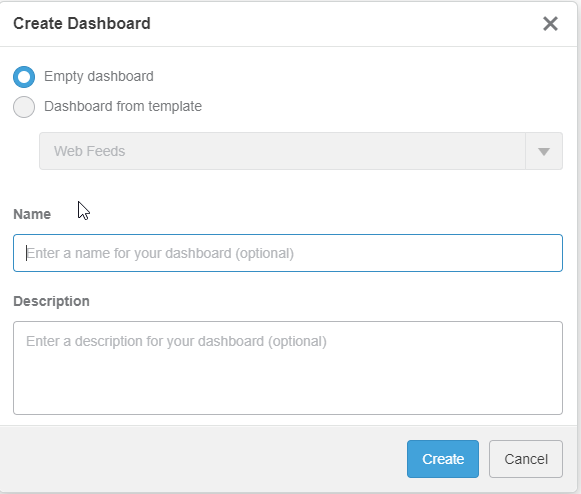 Create Dashboard
Empty dashboard
Dashboard from template
Web Feeds
Name
Enter a name for your dashboard (optional)
Description
Enter a description for your dashboard (optional)
Create Cancel